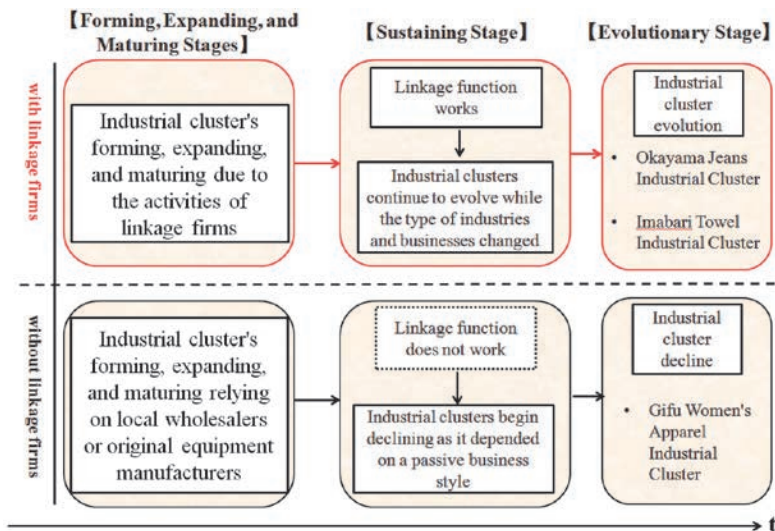 【Forming, Expanding, and
Maturing Stages】
【Sustaining Stage】
【Evolutionary Stage】
with linkage firms
Industrial cluster's
forming, expanding,
and maturing due to
the activities of
linkage firms
Linkage function
works
Industrial clusters
continue to evolve while
the type of industries
and businesses changed
Industrial
cluster
evolution
• Okayama Jeans
Industrial Cluster
• Imabari Towel
Industrial Cluster
without linkage firms
Industrial cluster's
forming, expanding,
and maturing relying
on local wholesalers
or original equipment
manufacturers
Linkage function
does not work
Industrial clusters begin
declining as it depended
on a passive business
style
Industrial
cluster
decline
• Gifu Women's
Apparel
Industrial
Cluster
t